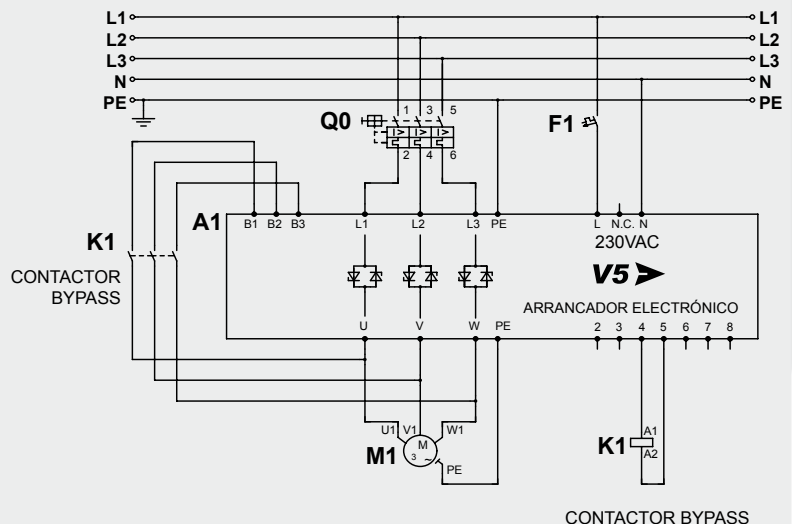 L1 L1
L2 L2
L3 L3
N N
PE PE
1 3 5
Q0 F1
2 4 6
A1 B1 B2 B3 L1 L2 L3 PE L N.C. N
230VAC
K1
CONTACTOR
BYPASS
V5
ARRANCADOR ELECTRÓNICO
U V W PE 2 3 4 5 6 7 8
U1 V1 W1
M
3 ~
M1
PE
K1 A1
A2
CONTACTOR BYPASS